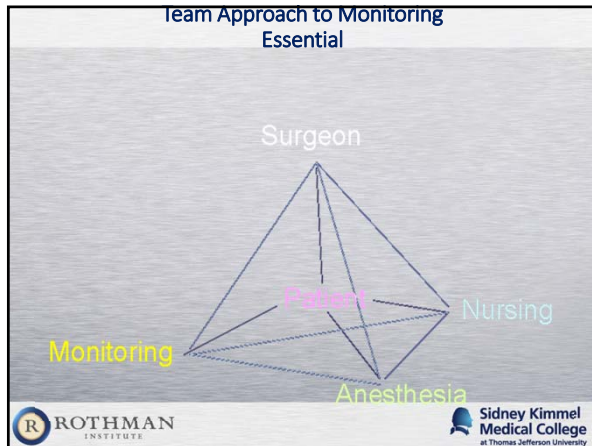 Team Approach to Monitoring
Essential
Surgeon
Patient
Nursing
Monitoring
Anesthesia
R ROTHMAN
INSTITUTE
Sidney Kimmel
Medical College
at Thomas Jefferson University